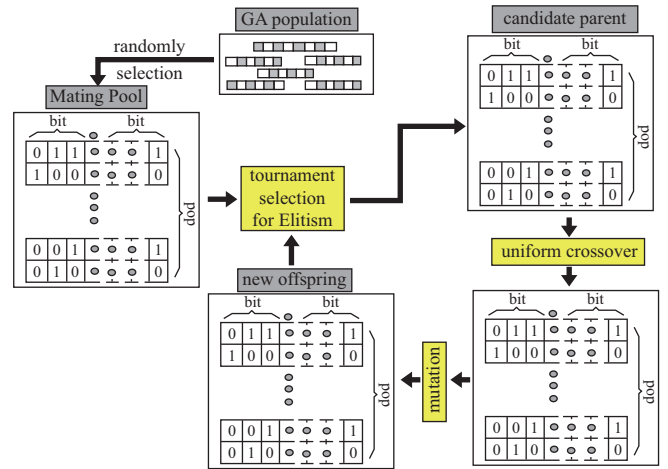 GA population
randomly
selection
Mating Pool
bit bit
0 1 1 1
1 0 0 0
0 0 1 1
0 1 0 0
dod
tournament
selection
for Elitism
candidate parent
bit bit
0 1 1 1
1 0 0 0
0 0 1 1
0 1 0 0
dod
uniform crossover
bit bit
0 1 1 1
1 0 0 0
0 0 1 1
0 1 0 0
dod
mutation
new offspring
bit bit
0 1 1 1
1 0 0 0
0 0 1 1
0 1 0 0
dod